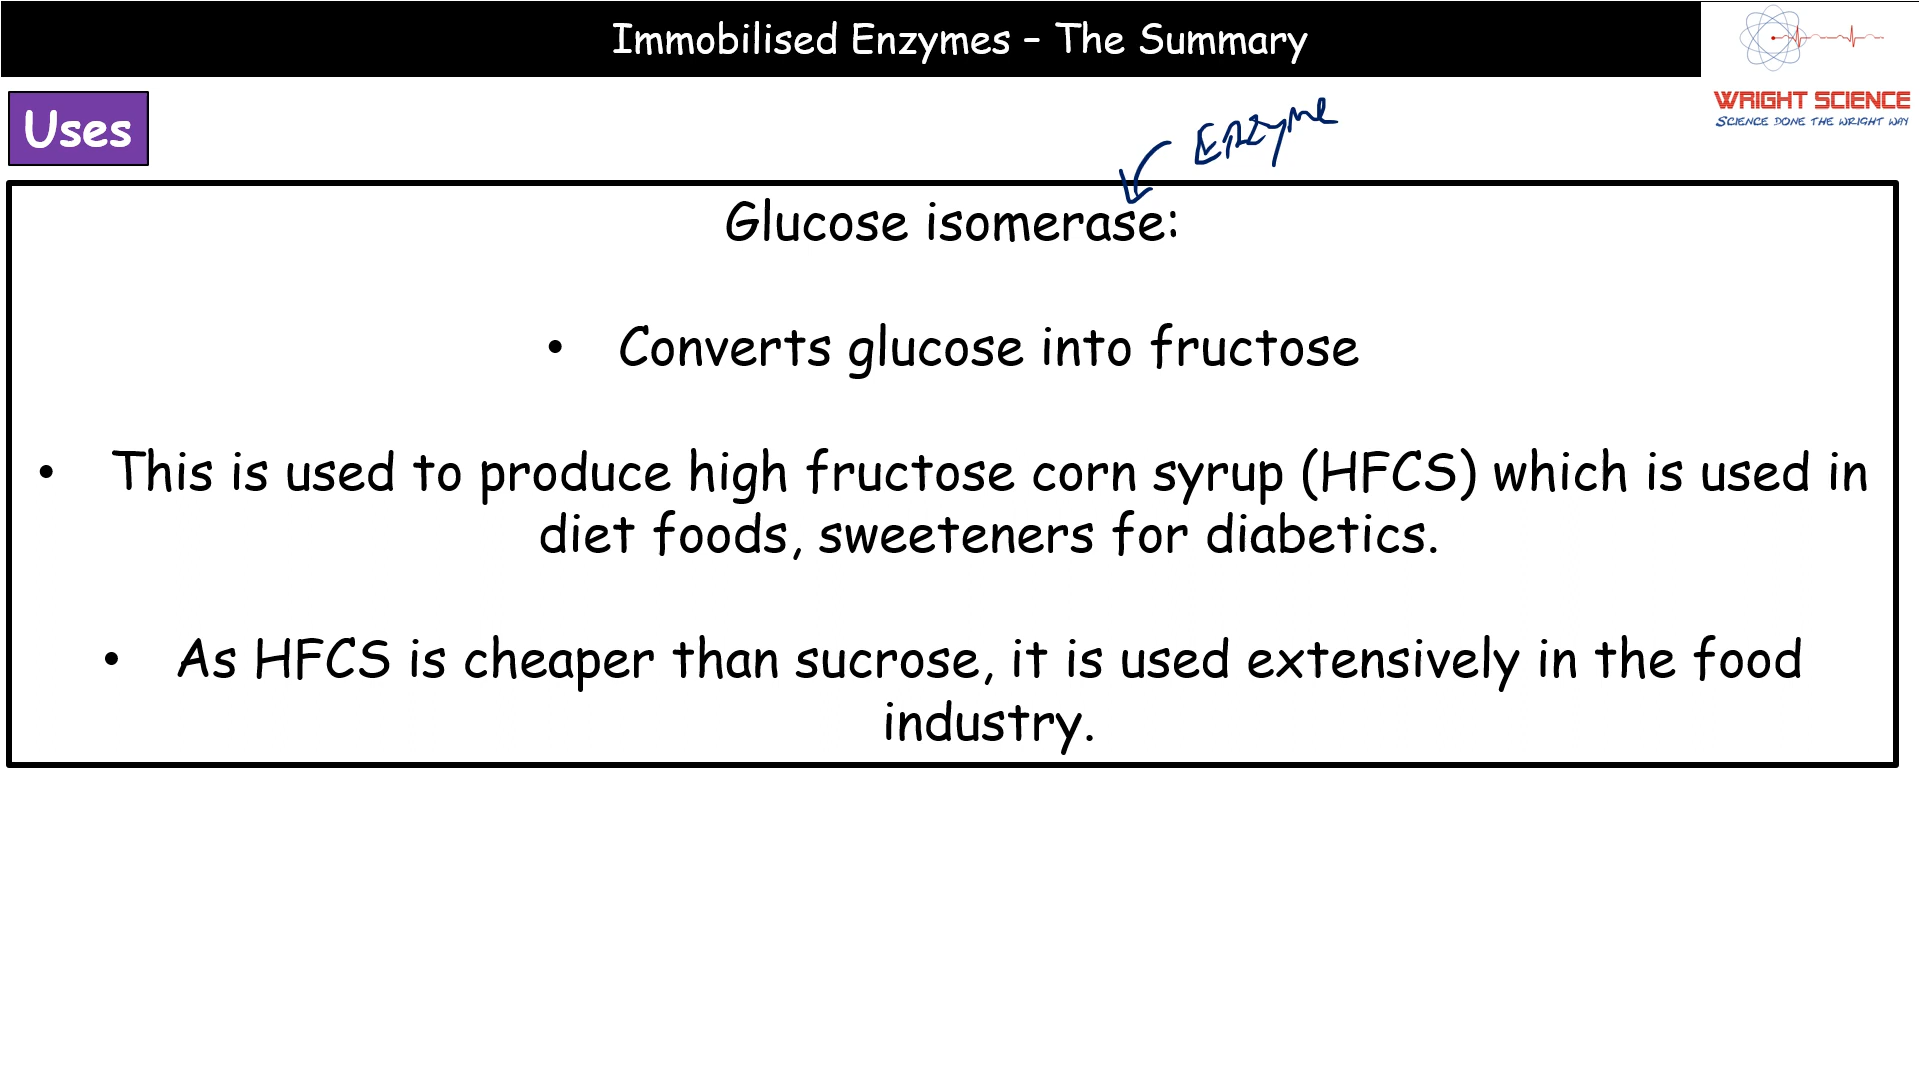 Immobilised Enzymes – The Summary
WRIGHT SCIENCE
SCIENCE DONE THE WRIGHT WAY
Uses
Enzyme
Glucose isomerase:
• Converts glucose into fructose
• This is used to produce high fructose corn syrup (HFCS) which is used in
diet foods, sweeteners for diabetics.
• As HFCS is cheaper than sucrose, it is used extensively in the food
industry.